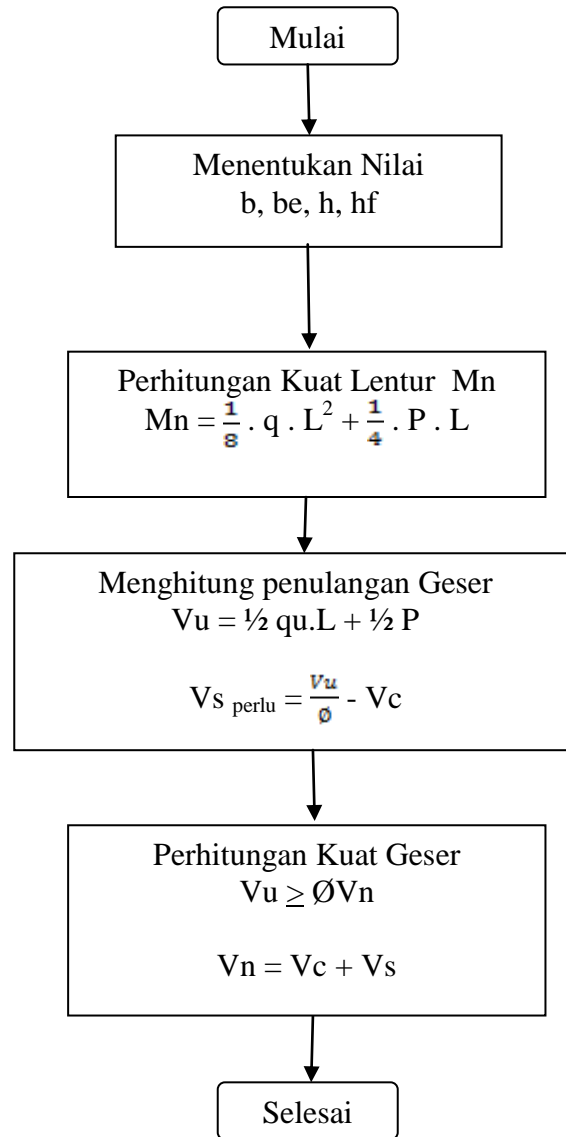 Mulai
Menentukan Nilai
b, be, h, hf
Perhitungan Kuat Lentur Mn
Mn = 1/8 . q . L² + 1/4 . P . L
Menghitung penulangan Geser
Vu = ½ qu.L + ½ P
Vs perlu = Vu/Ø - Vc
Perhitungan Kuat Geser
Vu ≥ ØVn
Vn = Vc + Vs
Selesai